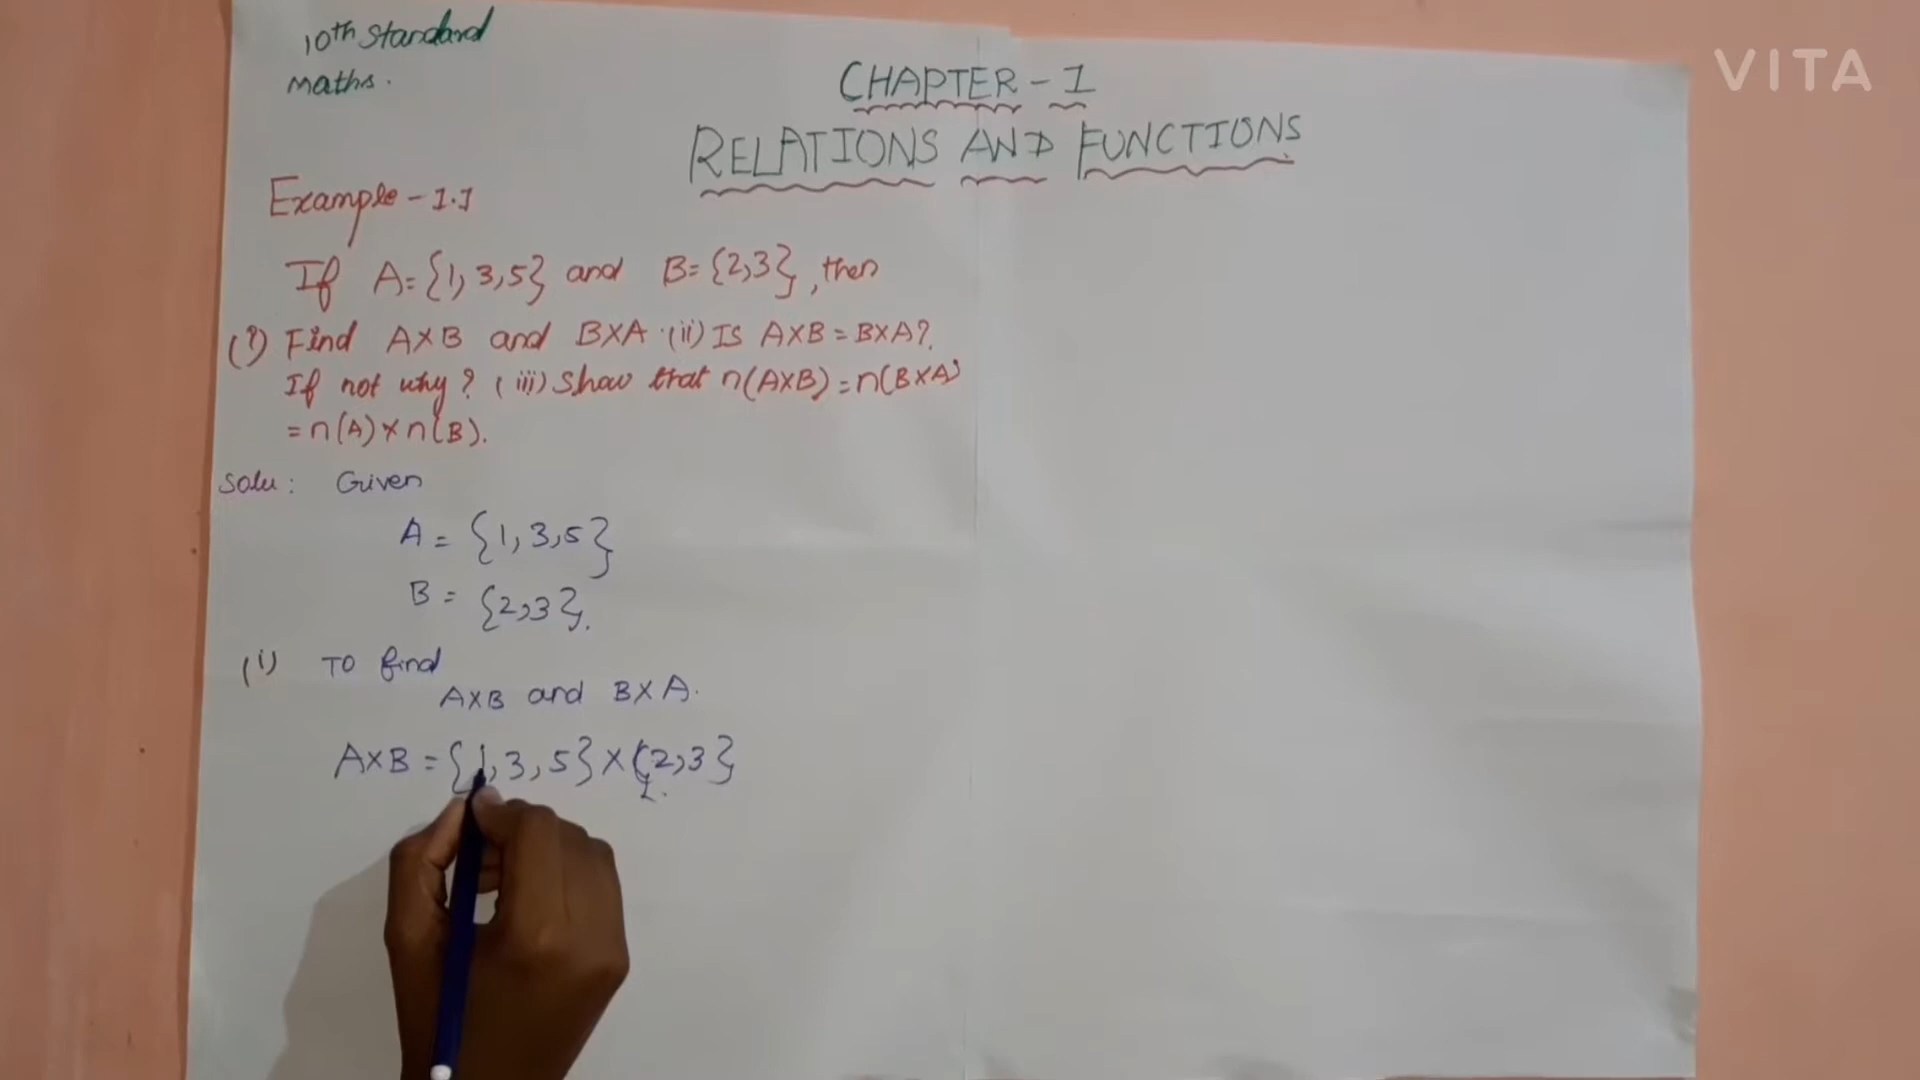 10th Standard
Maths.
VITA
CHAPTER - 1
RELATIONS AND FUNCTIONS
Example - 1.1
If A = {1, 3, 5} and B = {2, 3}, then
(i) Find A×B and B×A. (ii) Is A×B = B×A?.
If not why? (iii) Show that n(A×B) = n(B×A)
= n(A) × n(B).
Solu: Given
A = {1, 3, 5}
B = {2, 3}.
(i) To find
A×B and B×A.
A×B = {1, 3, 5} × {2, 3}